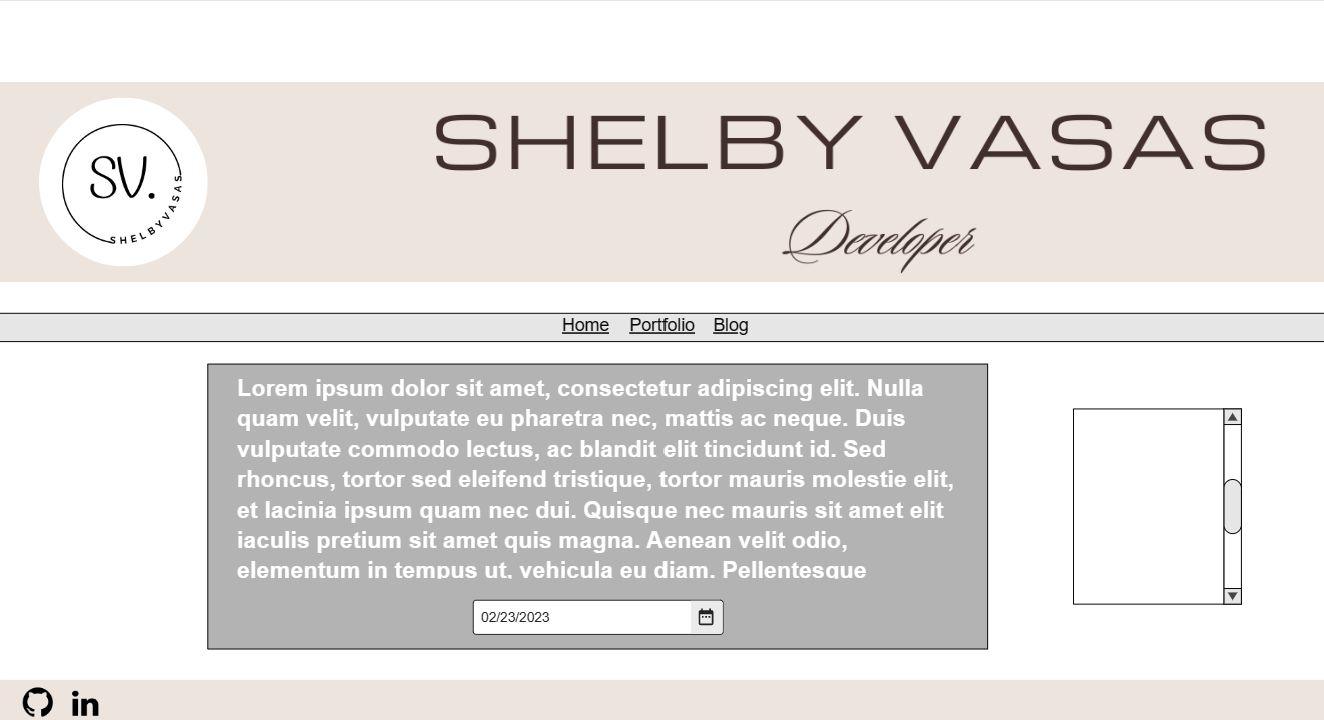 SV.
SHELBYVASAS
SHELBY VASAS
Developer
Home Portfolio Blog
Lorem ipsum dolor sit amet, consectetur adipiscing elit. Nulla
quam velit, vulputate eu pharetra nec, mattis ac neque. Duis
vulputate commodo lectus, ac blandit elit tincidunt id. Sed
rhoncus, tortor sed eleifend tristique, tortor mauris molestie elit,
et lacinia ipsum quam nec dui. Quisque nec mauris sit amet elit
iaculis pretium sit amet quis magna. Aenean velit odio,
elementum in tempus ut, vehicula eu diam. Pellentesque
02/23/2023
in